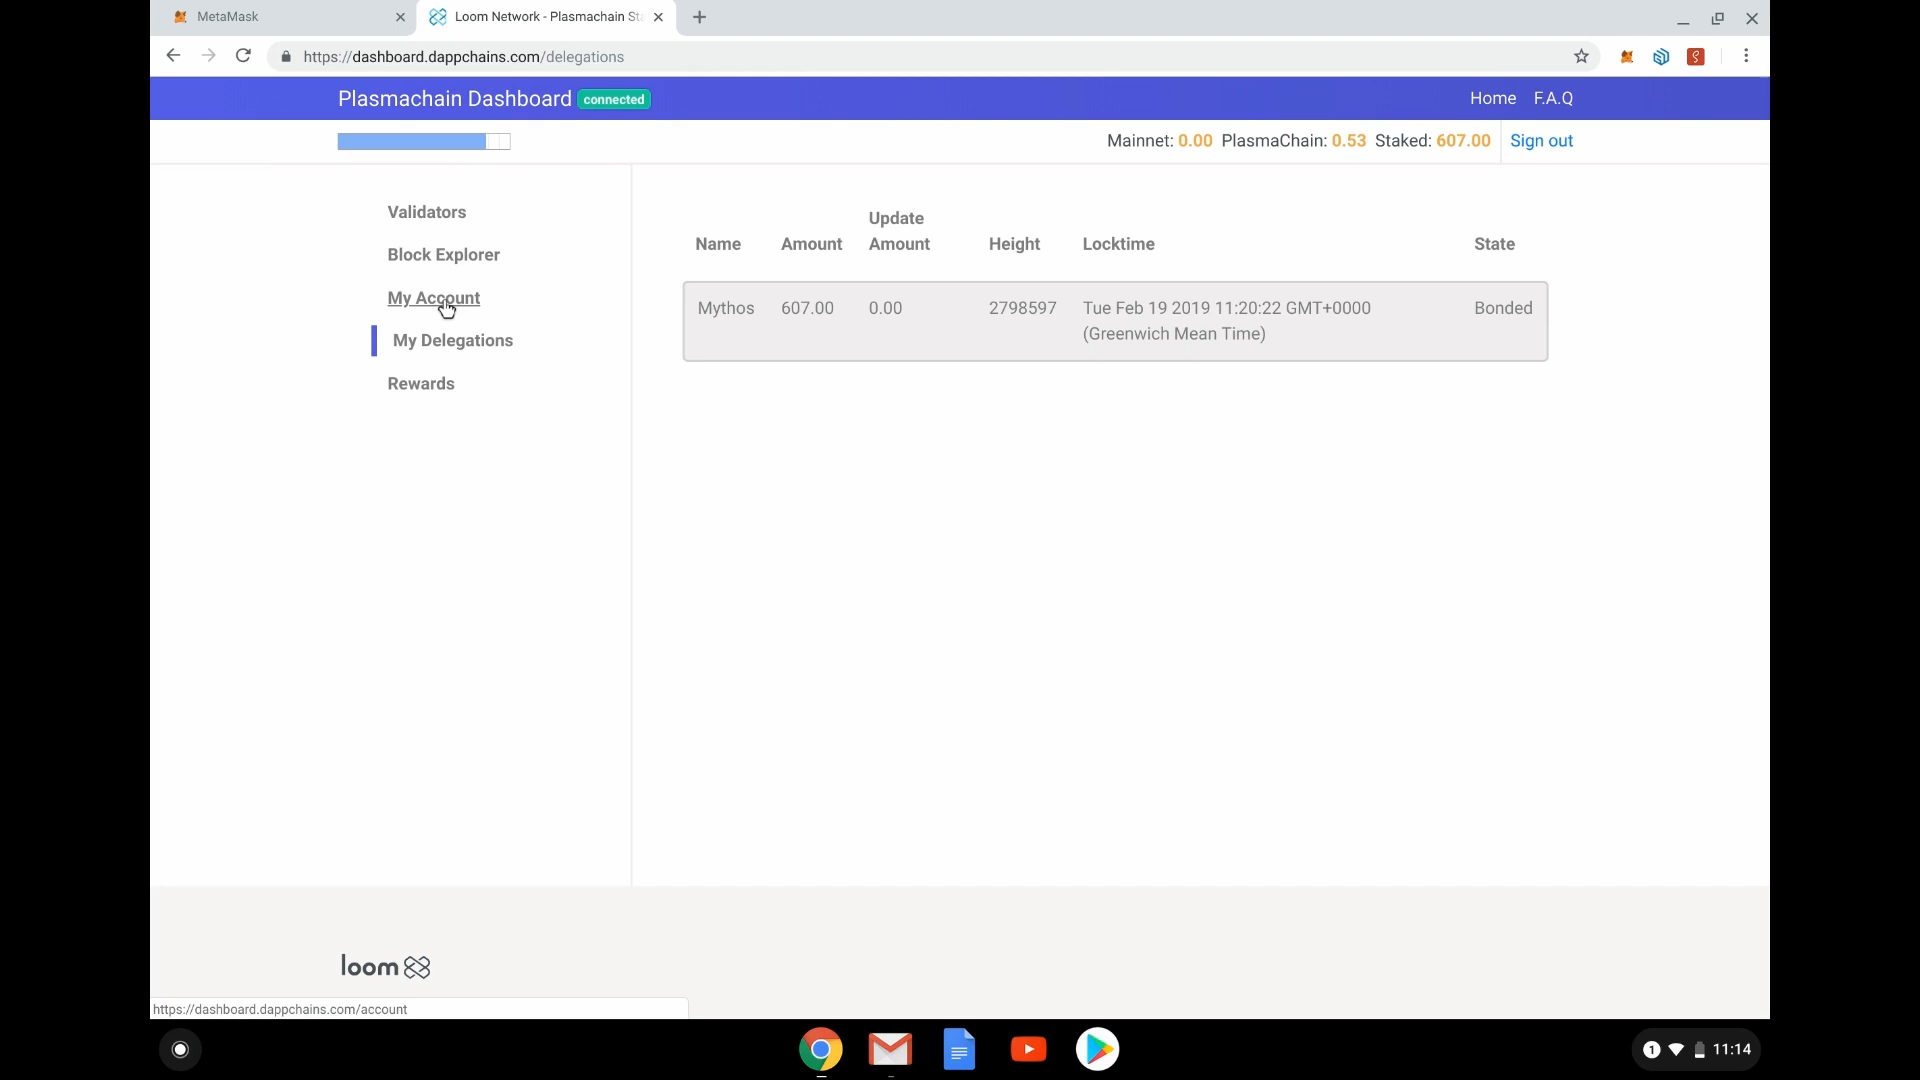 MetaMask
Loom Network - Plasmachain St
https://dashboard.dappchains.com/delegations
Plasmachain Dashboard connected
Home F.A.Q
Mainnet: 0.00 PlasmaChain: 0.53 Staked: 607.00 Sign out
Validators
Block Explorer
My Account
My Delegations
Rewards
Name Amount Update Amount Height Locktime State
Mythos 607.00 0.00 2798597 Tue Feb 19 2019 11:20:22 GMT+0000 Bonded
(Greenwich Mean Time)
loom
https://dashboard.dappchains.com/account
1 11:14